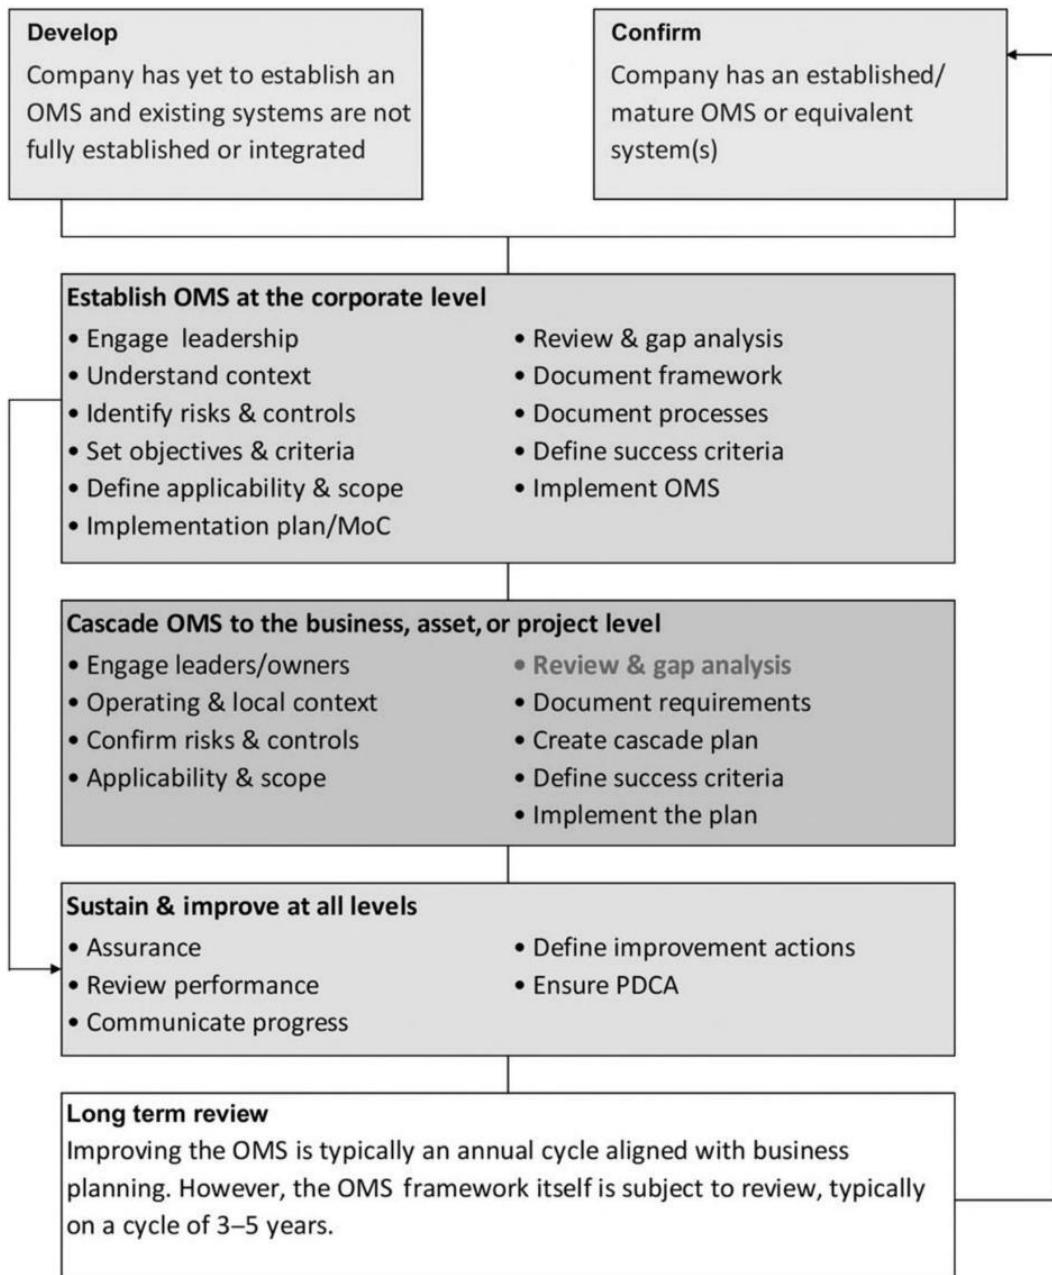 Develop
Company has yet to establish an
OMS and existing systems are not
fully established or integrated
Confirm
Company has an established/
mature OMS or equivalent
system(s)
Establish OMS at the corporate level
• Engage leadership
• Understand context
• Identify risks & controls
• Set objectives & criteria
• Define applicability & scope
• Implementation plan/MoC
• Review & gap analysis
• Document framework
• Document processes
• Define success criteria
• Implement OMS
Cascade OMS to the business, asset, or project level
• Engage leaders/owners
• Operating & local context
• Confirm risks & controls
• Applicability & scope
• Review & gap analysis
• Document requirements
• Create cascade plan
• Define success criteria
• Implement the plan
Sustain & improve at all levels
• Assurance
• Review performance
• Communicate progress
• Define improvement actions
• Ensure PDCA
Long term review
Improving the OMS is typically an annual cycle aligned with business
planning. However, the OMS framework itself is subject to review, typically
on a cycle of 3–5 years.